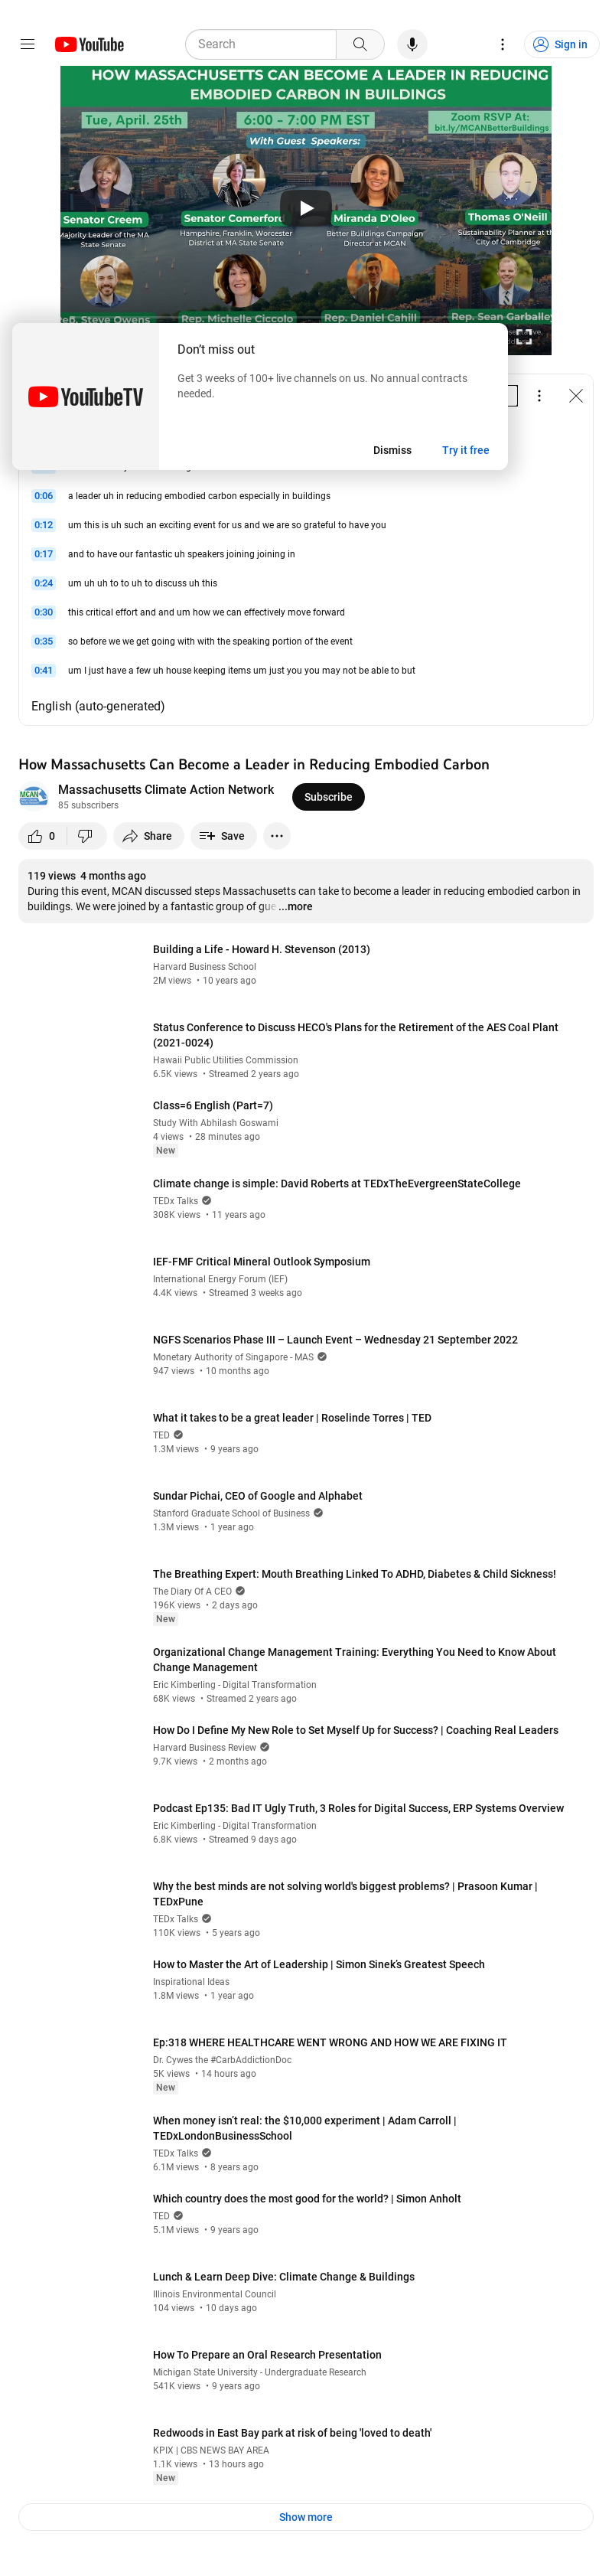 YouTube
Search
Sign in
HOW MASSACHUSETTS CAN BECOME A LEADER IN REDUCING
EMBODIED CARBON IN BUILDINGS
Tue, April. 25th
6:00 - 7:00 PM EST
Zoom RSVP At:
bit.ly/MCANBetterBuildings
With Guest Speakers:
Senator Creem
Majority Leader of the MA
State Senate
Senator Comerford
Hampshire, Franklin, Worcester
District at MA State Senate
Miranda D'Oleo
Better Buildings Campaign
Director at MCAN
Thomas O'Neill
Sustainability Planner at
City of Cambridge
Rep. Steve Owens
Rep. Michelle Ciccolo
Rep. Daniel Cahill
Rep. Sean Garballey
YouTubeTV
Don't miss out
Get 3 weeks of 100+ live channels on us. No annual contracts
needed.
Dismiss
Try it free
0:06 a leader uh in reducing embodied carbon especially in buildings
0:12 um this is uh such an exciting event for us and we are so grateful to have you
0:17 and to have our fantastic uh speakers joining joining in
0:24 um uh uh to to uh to discuss uh this
0:30 this critical effort and and um how we can effectively move forward
0:35 so before we we get going with with the speaking portion of the event
0:41 um I just have a few uh house keeping items um just you you may not be able to but
English (auto-generated)
How Massachusetts Can Become a Leader in Reducing Embodied Carbon
MCAN
Massachusetts Climate Action Network
85 subscribers
Subscribe
0
Share
Save
119 views 4 months ago
During this event, MCAN discussed steps Massachusetts can take to become a leader in reducing embodied carbon in
buildings. We were joined by a fantastic group of gue ...more
Building a Life - Howard H. Stevenson (2013)
Harvard Business School
2M views • 10 years ago
Status Conference to Discuss HECO's Plans for the Retirement of the AES Coal Plant
(2021-0024)
Hawaii Public Utilities Commission
6.5K views • Streamed 2 years ago
Class=6 English (Part=7)
Study With Abhilash Goswami
4 views • 28 minutes ago
New
Climate change is simple: David Roberts at TEDxTheEvergreenStateCollege
TEDx Talks
308K views • 11 years ago
IEF-FMF Critical Mineral Outlook Symposium
International Energy Forum (IEF)
4.4K views • Streamed 3 weeks ago
NGFS Scenarios Phase III – Launch Event – Wednesday 21 September 2022
Monetary Authority of Singapore - MAS
947 views • 10 months ago
What it takes to be a great leader | Roselinde Torres | TED
TED
1.3M views • 9 years ago
Sundar Pichai, CEO of Google and Alphabet
Stanford Graduate School of Business
1.3M views • 1 year ago
The Breathing Expert: Mouth Breathing Linked To ADHD, Diabetes & Child Sickness!
The Diary Of A CEO
196K views • 2 days ago
New
Organizational Change Management Training: Everything You Need to Know About
Change Management
Eric Kimberling - Digital Transformation
68K views • Streamed 2 years ago
How Do I Define My New Role to Set Myself Up for Success? | Coaching Real Leaders
Harvard Business Review
9.7K views • 2 months ago
Podcast Ep135: Bad IT Ugly Truth, 3 Roles for Digital Success, ERP Systems Overview
Eric Kimberling - Digital Transformation
6.8K views • Streamed 9 days ago
Why the best minds are not solving world's biggest problems? | Prasoon Kumar |
TEDxPune
TEDx Talks
110K views • 5 years ago
How to Master the Art of Leadership | Simon Sinek's Greatest Speech
Inspirational Ideas
1.8M views • 1 year ago
Ep:318 WHERE HEALTHCARE WENT WRONG AND HOW WE ARE FIXING IT
Dr. Cywes the #CarbAddictionDoc
5K views • 14 hours ago
New
When money isn't real: the $10,000 experiment | Adam Carroll |
TEDxLondonBusinessSchool
TEDx Talks
6.1M views • 8 years ago
Which country does the most good for the world? | Simon Anholt
TED
5.1M views • 9 years ago
Lunch & Learn Deep Dive: Climate Change & Buildings
Illinois Environmental Council
104 views • 10 days ago
How To Prepare an Oral Research Presentation
Michigan State University - Undergraduate Research
541K views • 9 years ago
Redwoods in East Bay park at risk of being 'loved to death'
KPIX | CBS NEWS BAY AREA
1.1K views • 13 hours ago
New
Show more